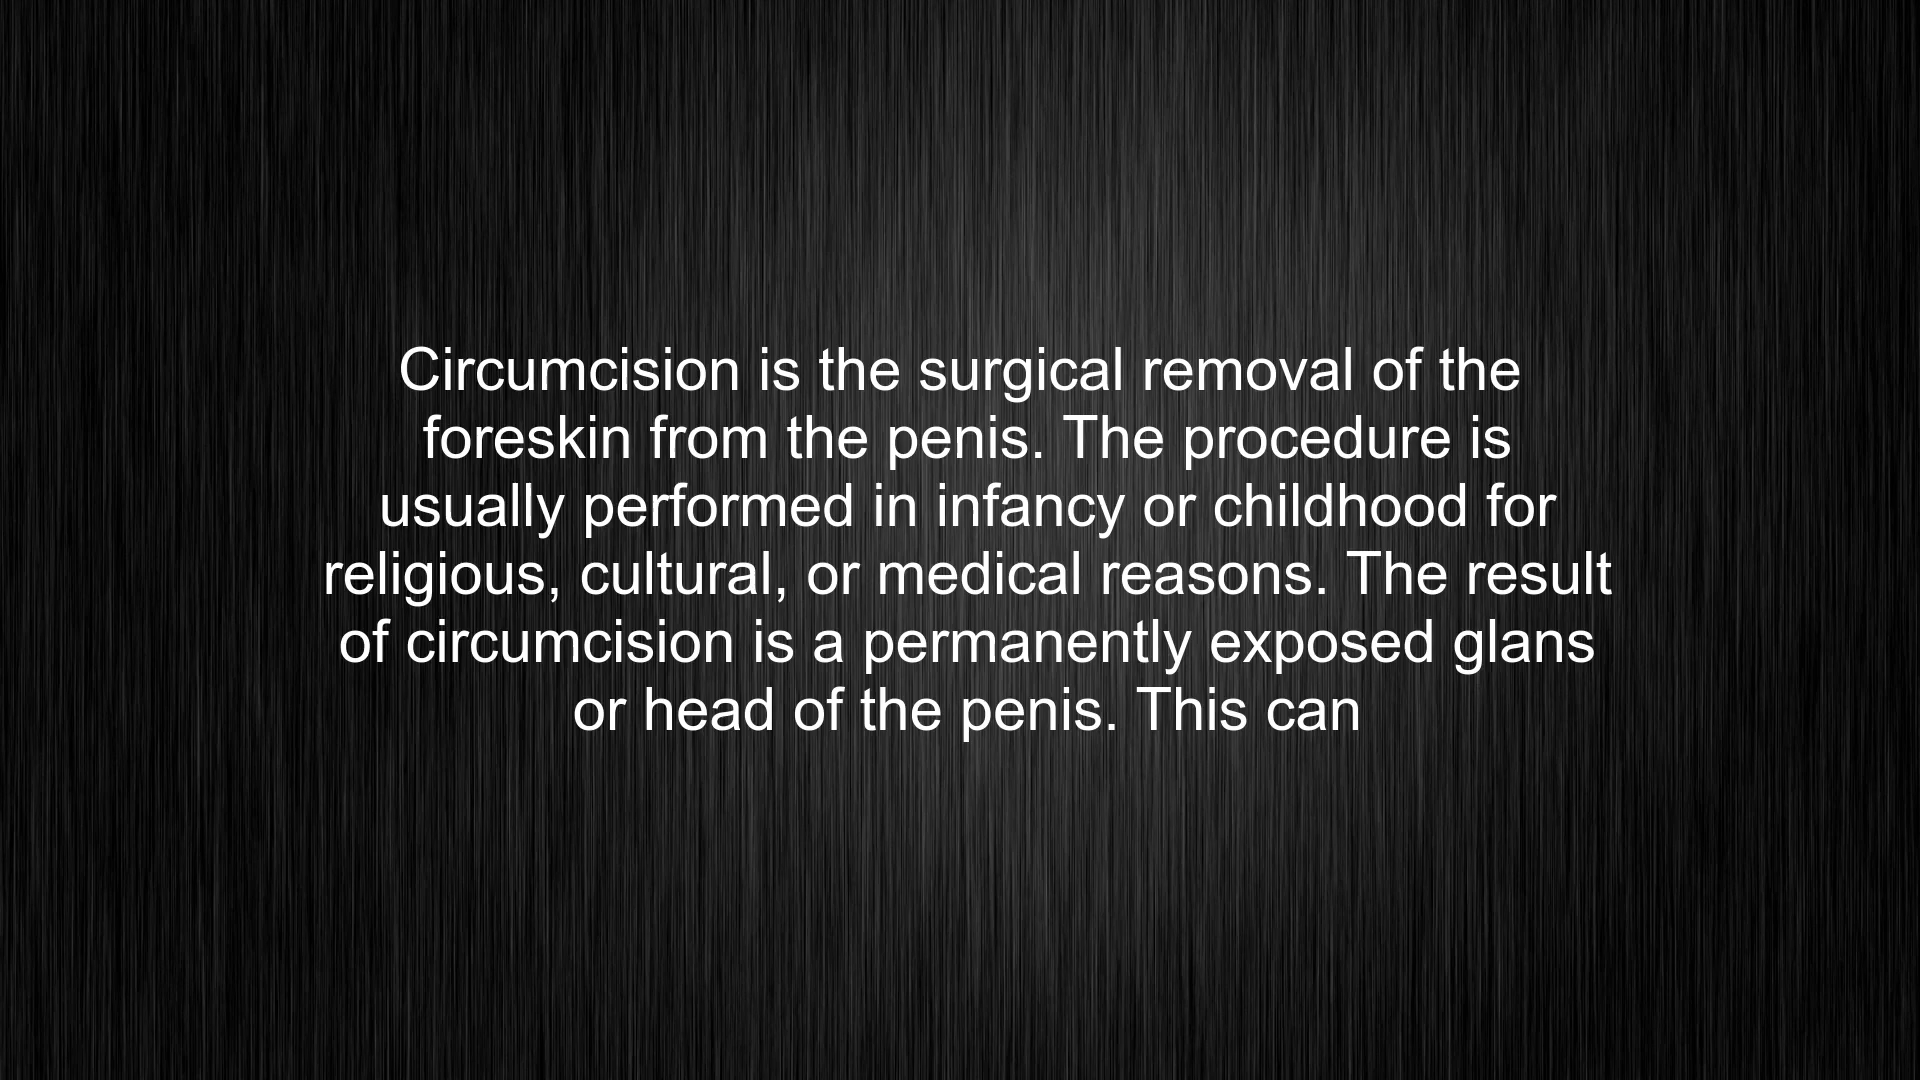 Circumcision is the surgical removal of the
foreskin from the penis. The procedure is
usually performed in infancy or childhood for
religious, cultural, or medical reasons. The result
of circumcision is a permanently exposed glans
or head of the penis. This can